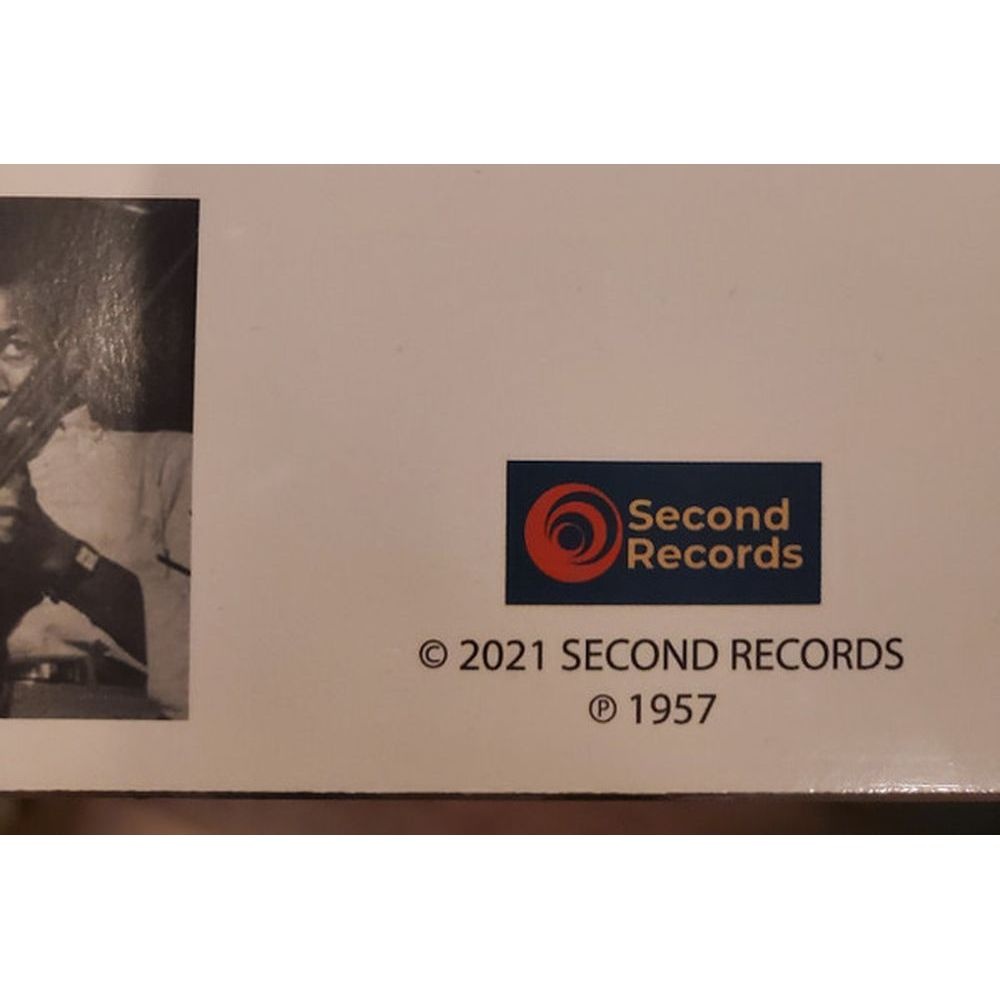 Second
Records
© 2021 SECOND RECORDS
℗ 1957